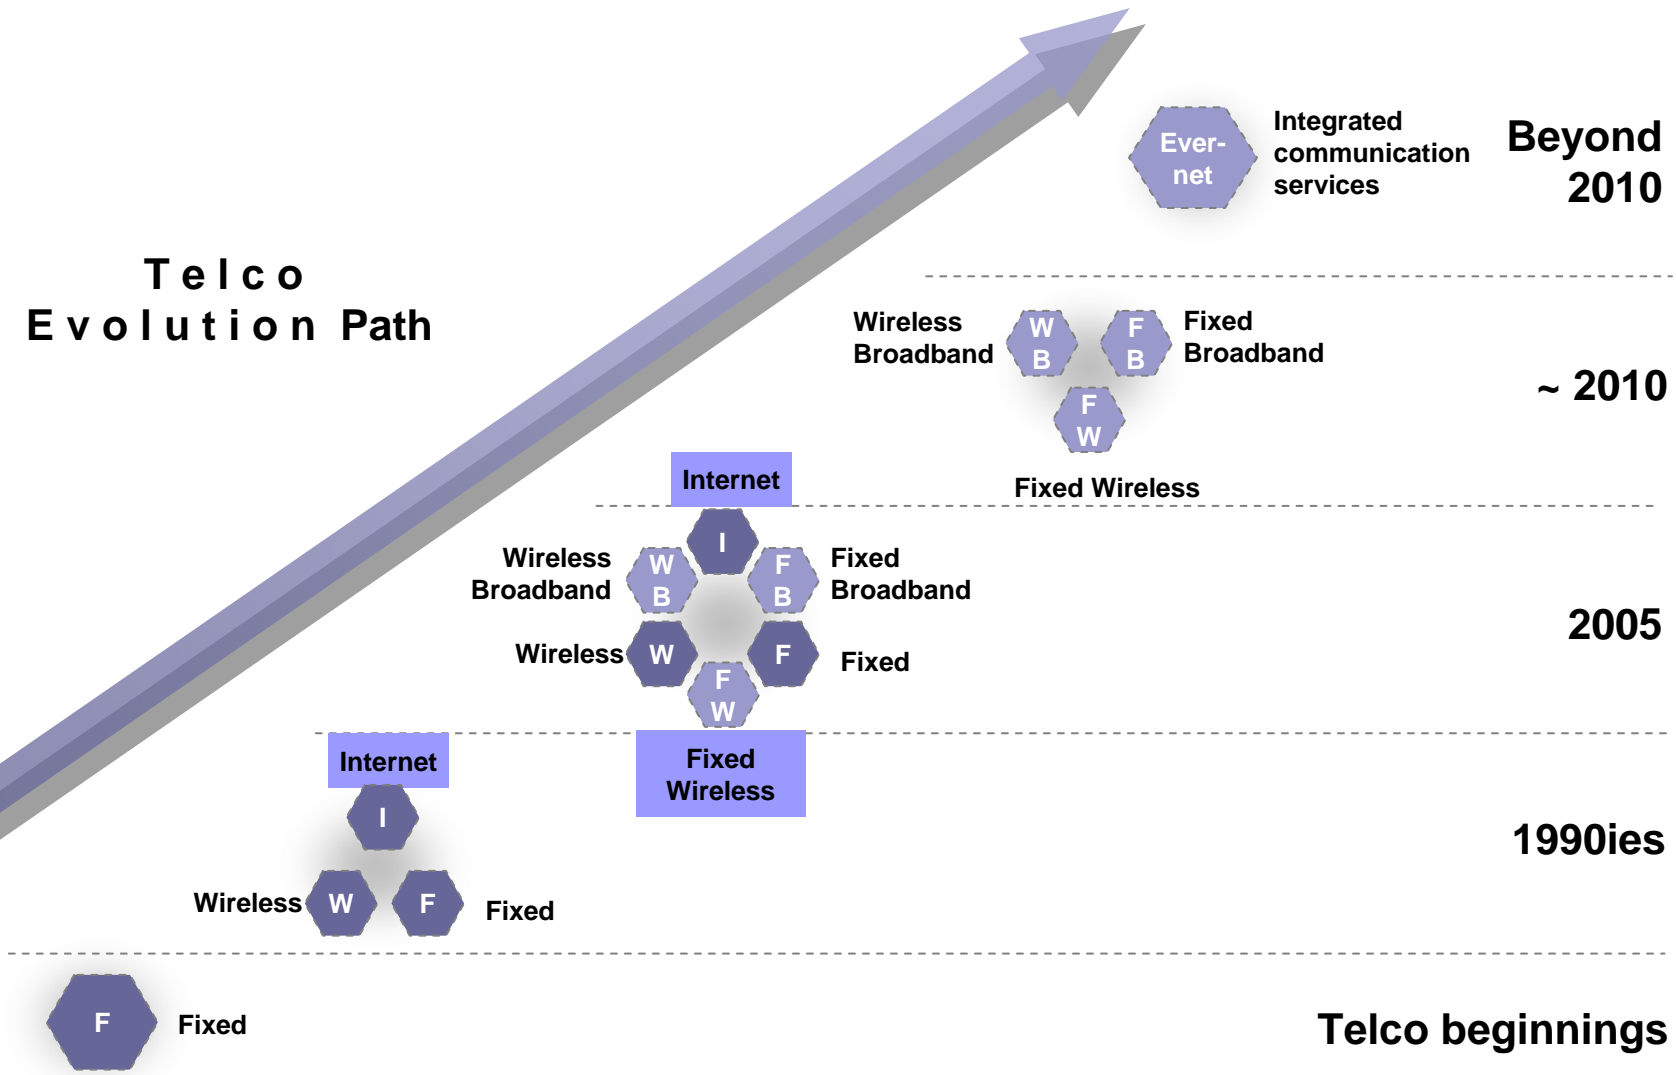 Ever-
net
Integrated
communication
services
Beyond
2010
Telco
Evolution Path
Wireless
Broadband
W
B
F
B
Fixed
Broadband
F
W
Fixed Wireless
~ 2010
Internet
I
Wireless
Broadband
W
B
F
B
Fixed
Broadband
Wireless
W
F
Fixed
F
W
Fixed
Wireless
2005
Internet
I
Wireless
W
F
Fixed
1990ies
F
Fixed
Telco beginnings